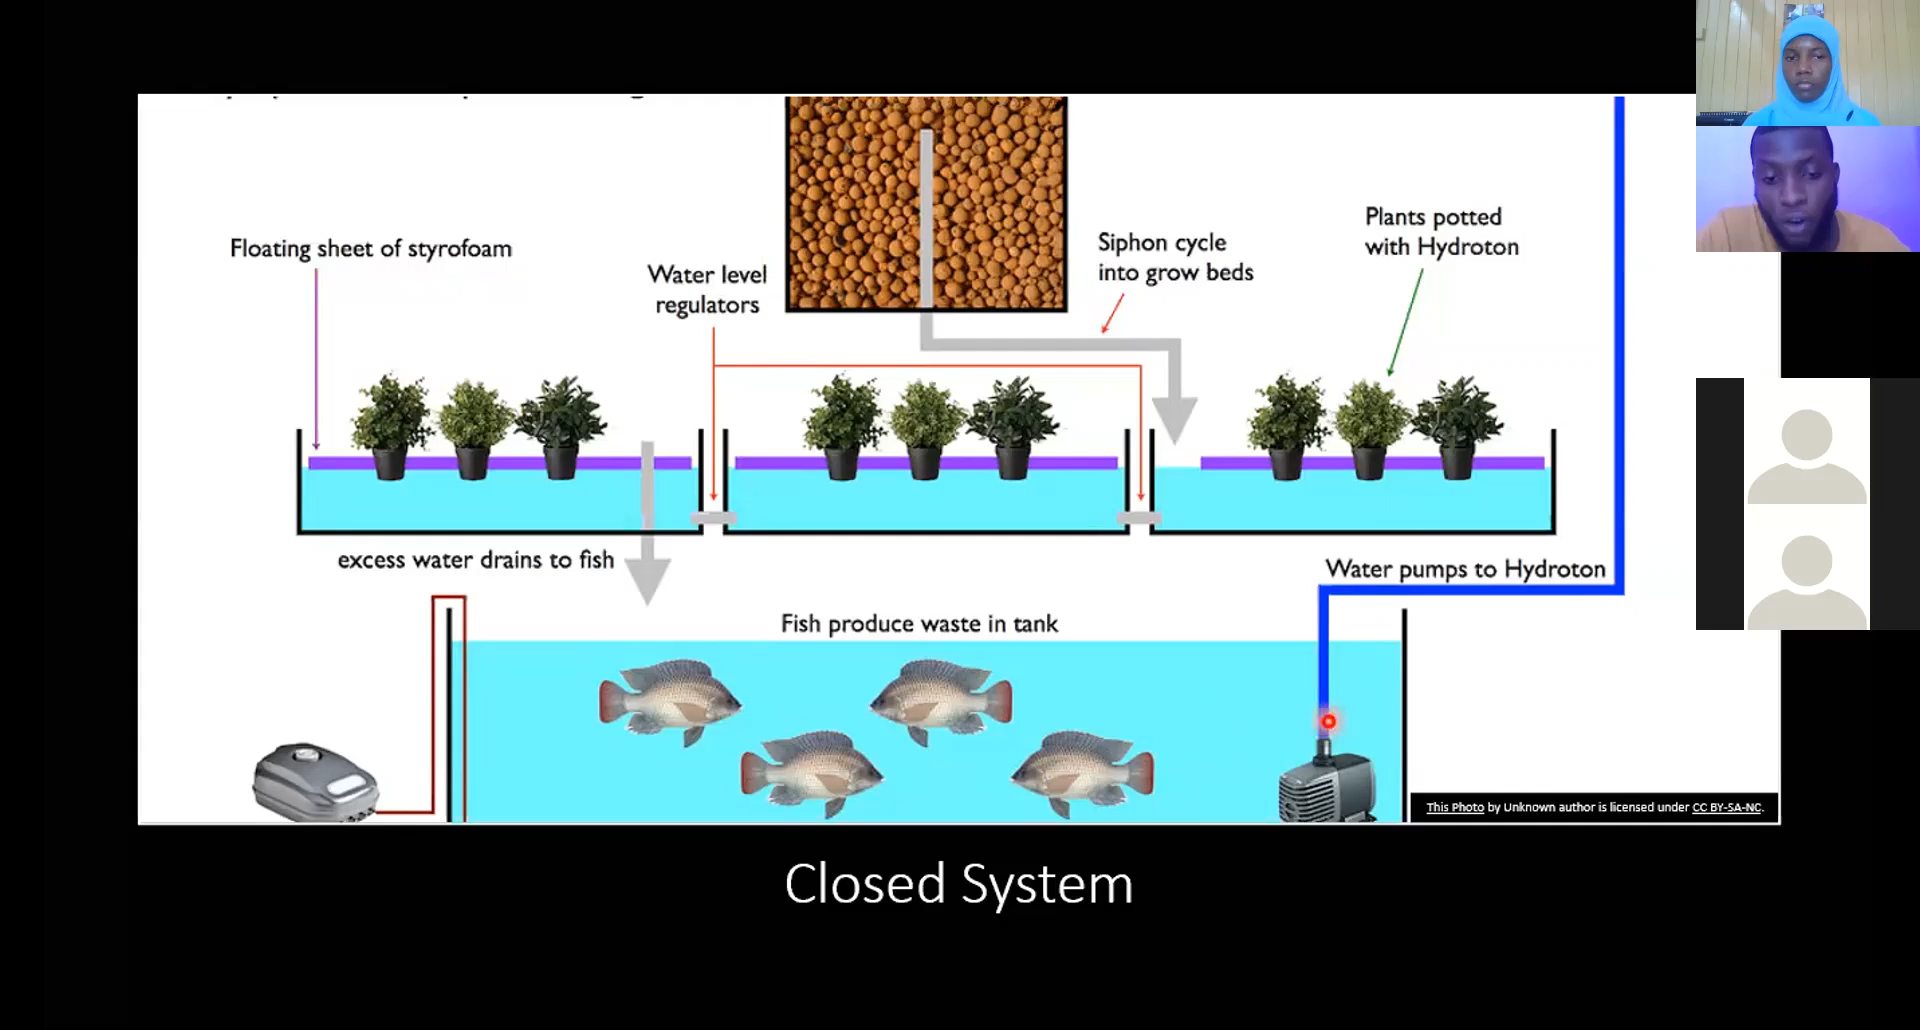 Floating sheet of styrofoam
Water level
regulators
Siphon cycle
into grow beds
Plants potted
with Hydroton
excess water drains to fish
Water pumps to Hydroton
Fish produce waste in tank
This Photo by Unknown author is licensed under CC BY-SA-NC.
Closed System